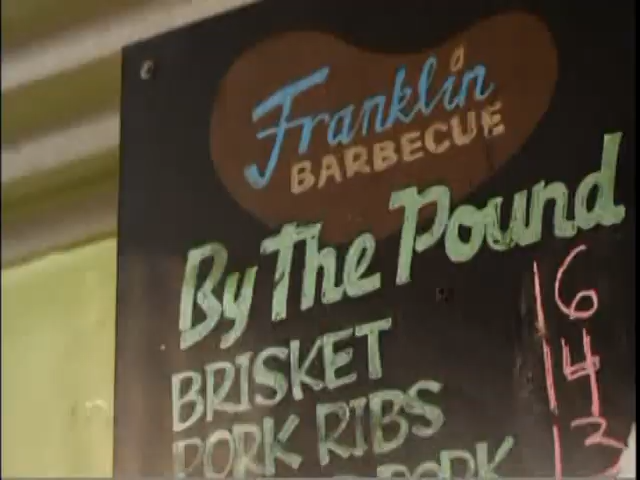 Franklin
BARBECUE
By The Pound
BRISKET 16
PORK RIBS 14
PORK 13